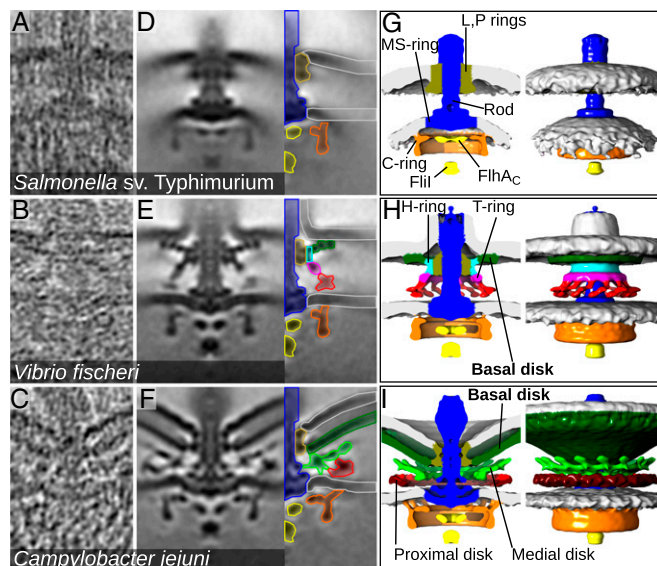 A
D
G
L,P rings
MS-ring
Rod
C-ring
FliI
FlhAC
Salmonella sv. Typhimurium
B
E
H
H-ring
T-ring
Basal disk
Vibrio fischeri
C
F
I
Basal disk
Proximal disk
Medial disk
Campylobacter jejuni